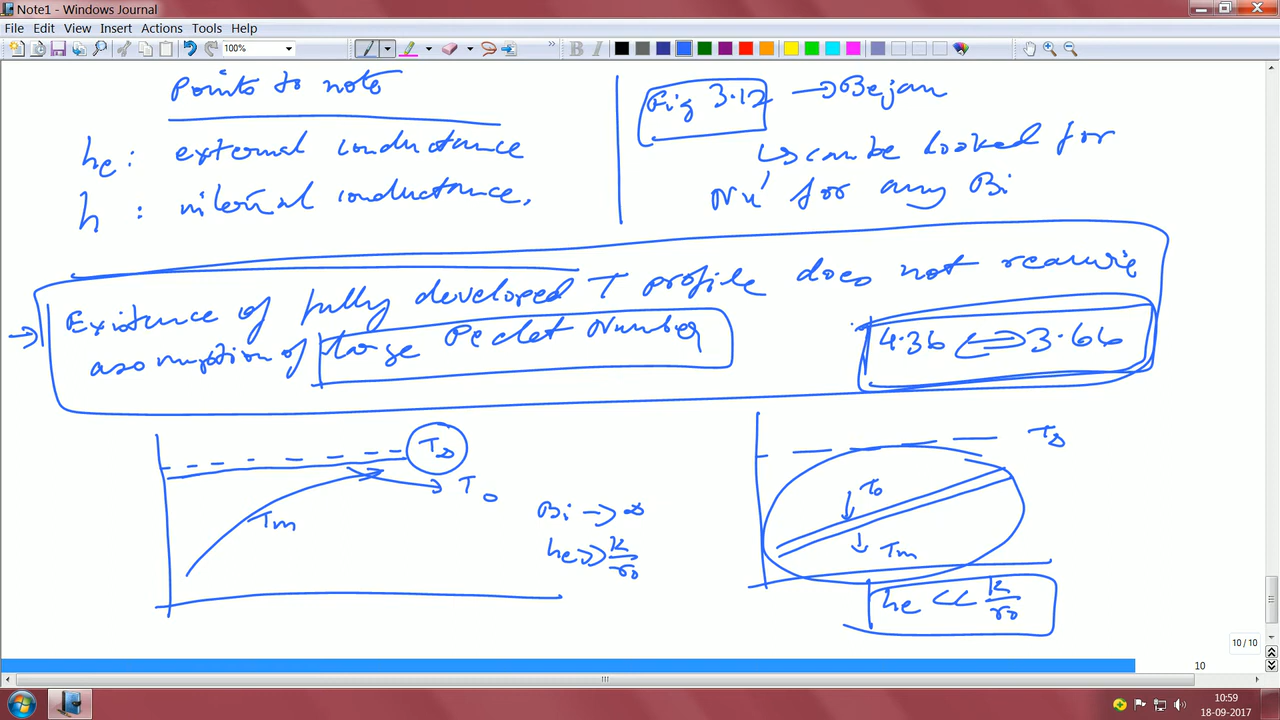 Note1 - Windows Journal
File Edit View Insert Actions Tools Help
100%
Points to note
he : external conductance
h : internal conductance,
Fig 3.12 → Bejan
↳ can be looked for
Nu' for any Bi
→ Existence of fully developed T profile does not require
assumption of large Peclet Number
4.36 ⟺ 3.66
T∞
T0
Tm
Bi → ∞
he >> k/r0
T∞
T0
Tm
he << k/r0
10 / 10
10
10:59
18-09-2017